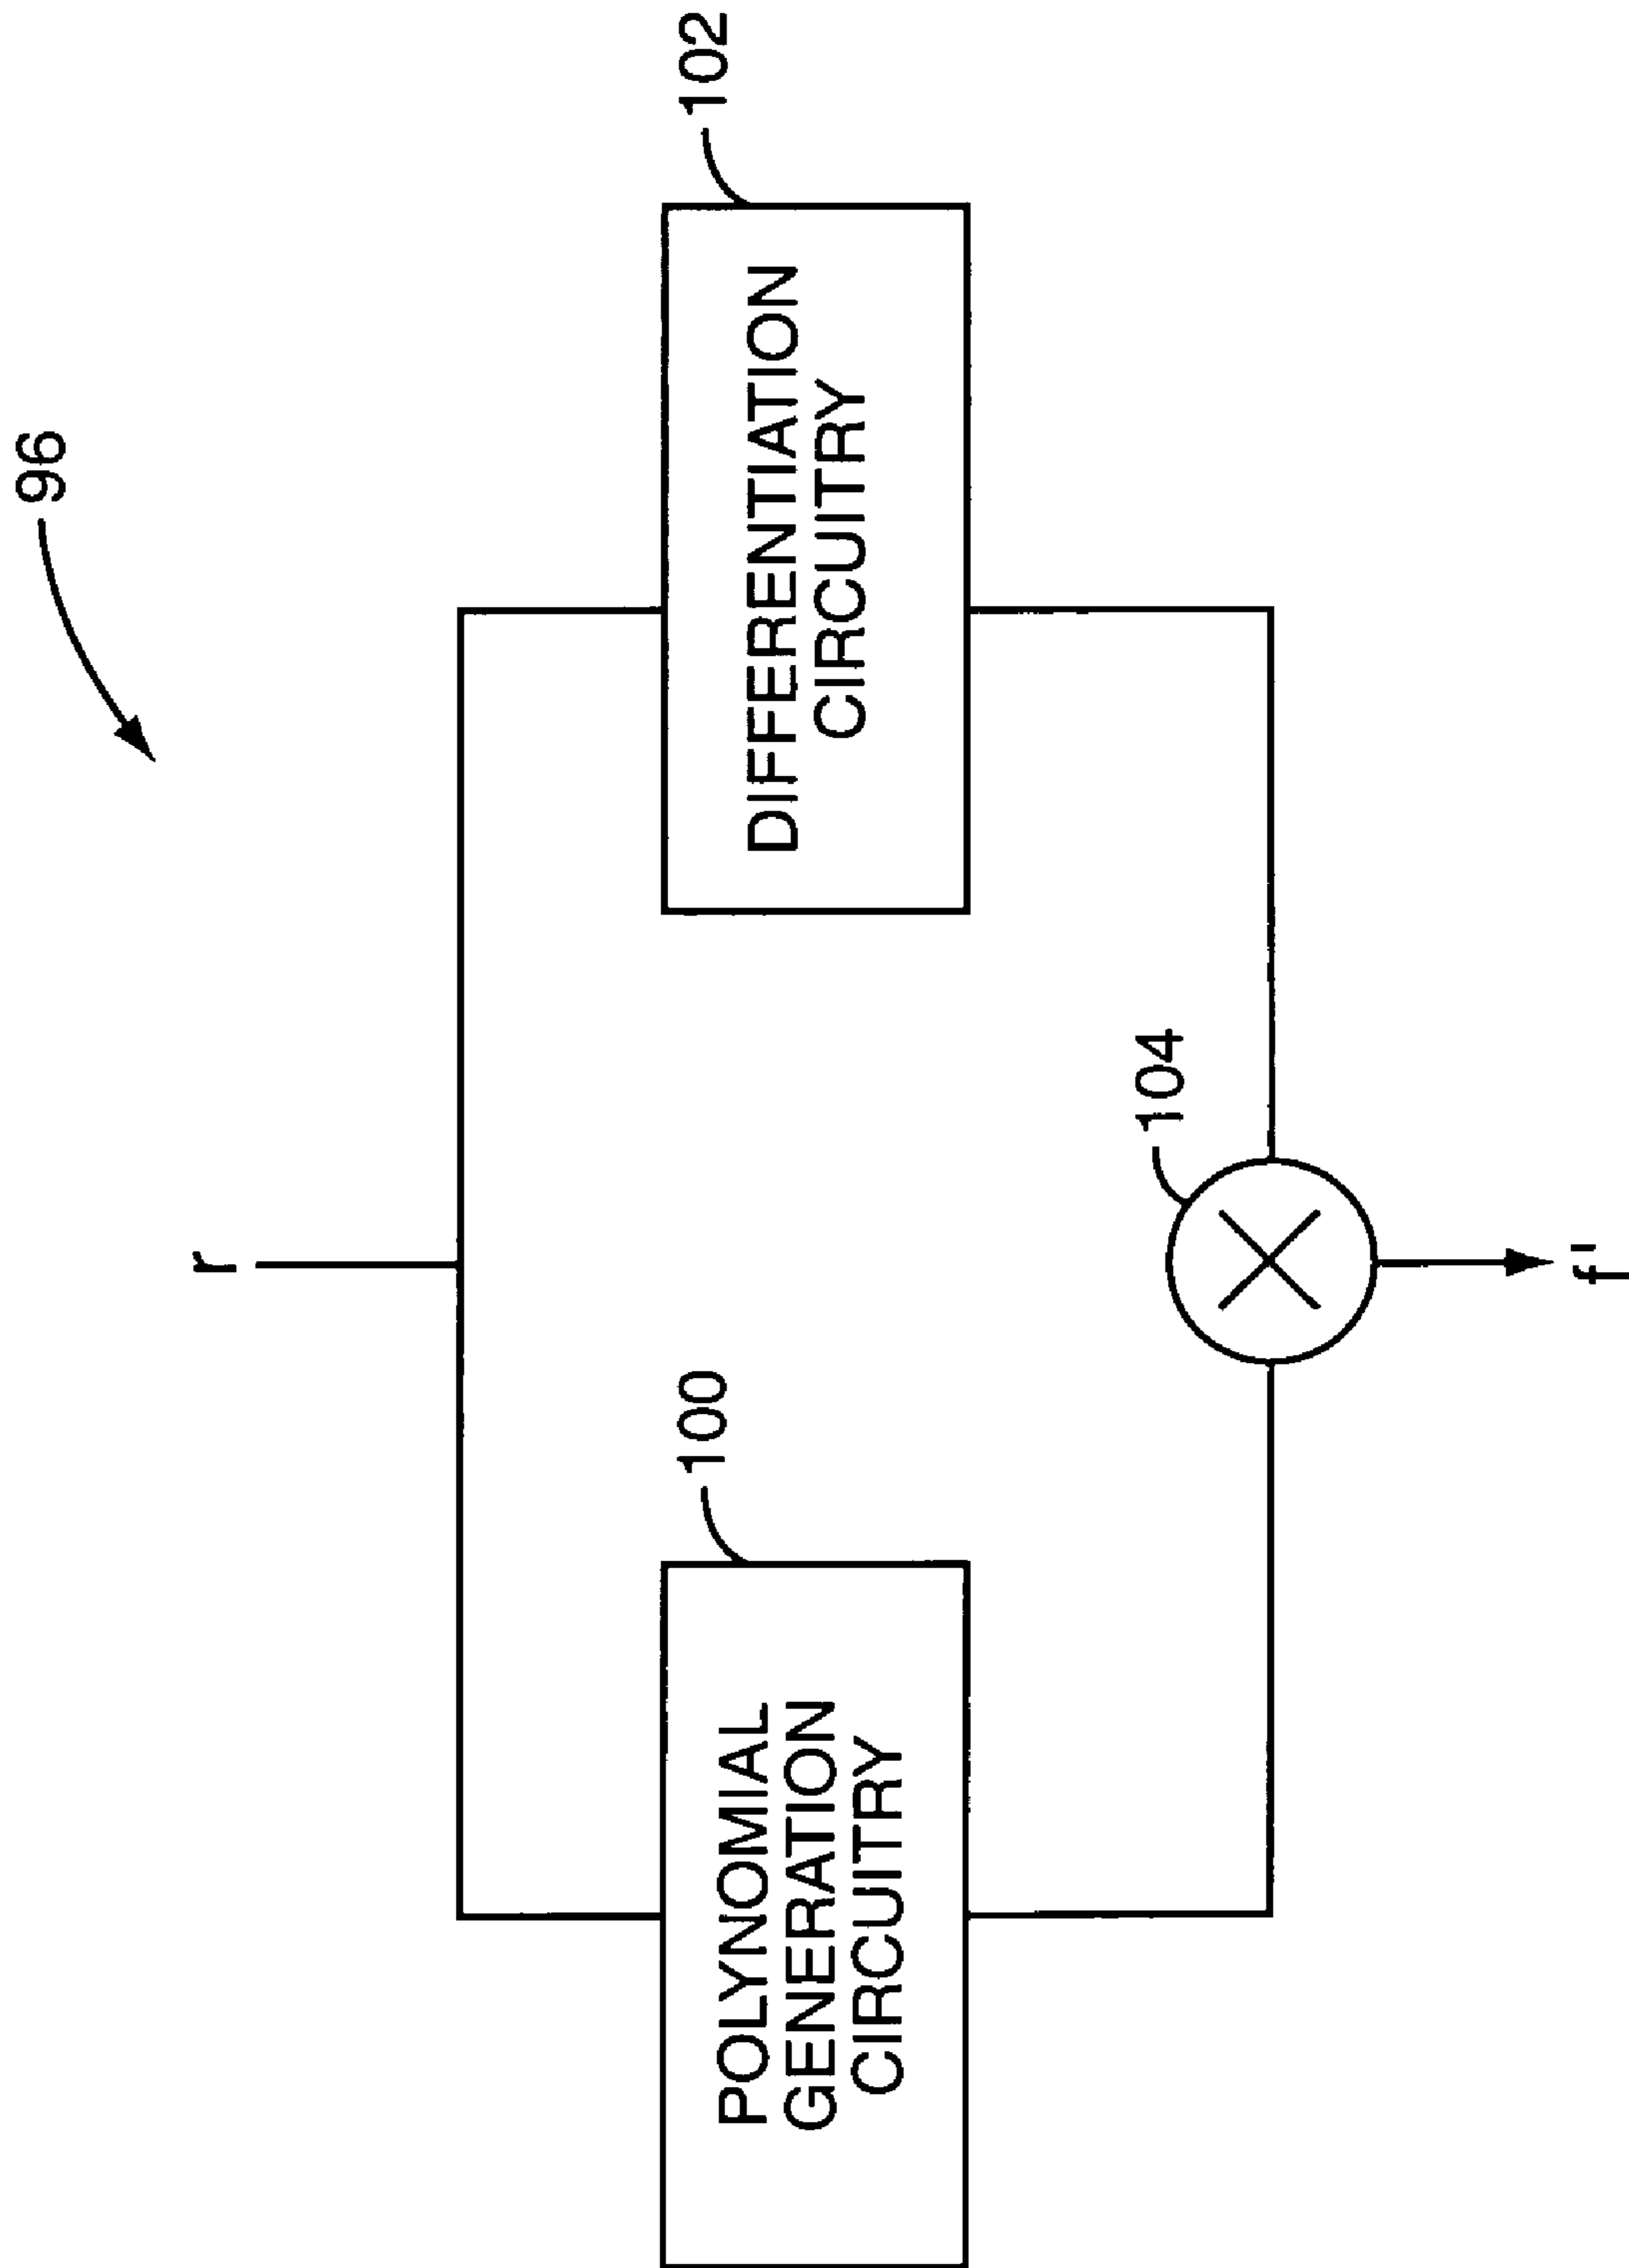 96
r
102
DIFFERENTIATION
CIRCUITRY
100
POLYNOMIAL
GENERATION
CIRCUITRY
104
f'